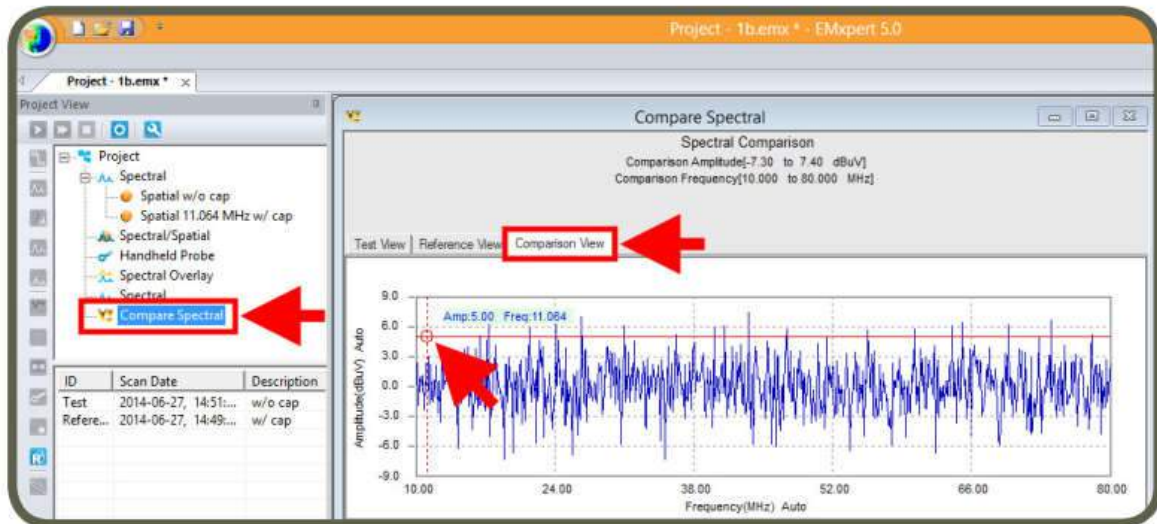 Project - 1b.emx * - EMxpert 5.0
Project - 1b.emx *
Project View
Project
Spectral
Spatial w/o cap
Spatial 11.064 MHz w/ cap
Spectral/Spatial
Handheld Probe
Spectral Overlay
Spectral
Compare Spectral
ID Scan Date Description
Test 2014-06-27, 14:51:... w/o cap
Refere... 2014-06-27, 14:49:... w/ cap
Compare Spectral
Spectral Comparison
Comparison Amplitude[-7.30 to 7.40 dBuV]
Comparison Frequency[10.000 to 80.000 MHz]
Test View Reference View Comparison View
Amp:5.00 Freq:11.064
Amplitude(dBuV) Auto
9.0
6.0
3.0
0.0
-3.0
-6.0
-9.0
10.00 24.00 38.00 52.00 66.00 80.00
Frequency(MHz) Auto